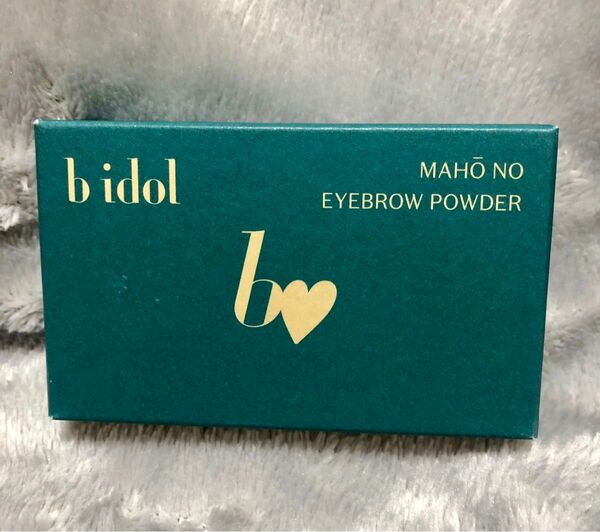 b idol
MAHŌ NO
EYEBROW POWDER
b